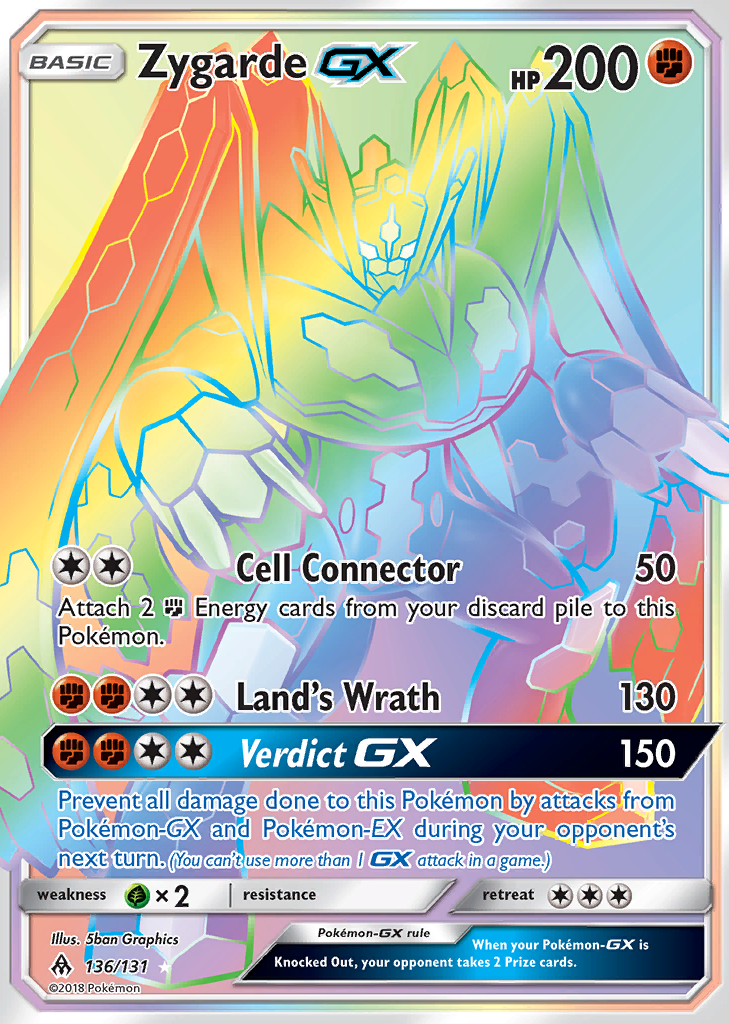 BASIC Zygarde GX HP 200
Cell Connector 50
Attach 2 Energy cards from your discard pile to this
Pokémon.
Land's Wrath 130
Verdict GX 150
Prevent all damage done to this Pokémon by attacks from
Pokémon-GX and Pokémon-EX during your opponent's
next turn. (You can't use more than 1 GX attack in a game.)
weakness ×2 resistance retreat
Illus. 5ban Graphics
136/131
©2018 Pokémon
Pokémon-GX rule
When your Pokémon-GX is
Knocked Out, your opponent takes 2 Prize cards.